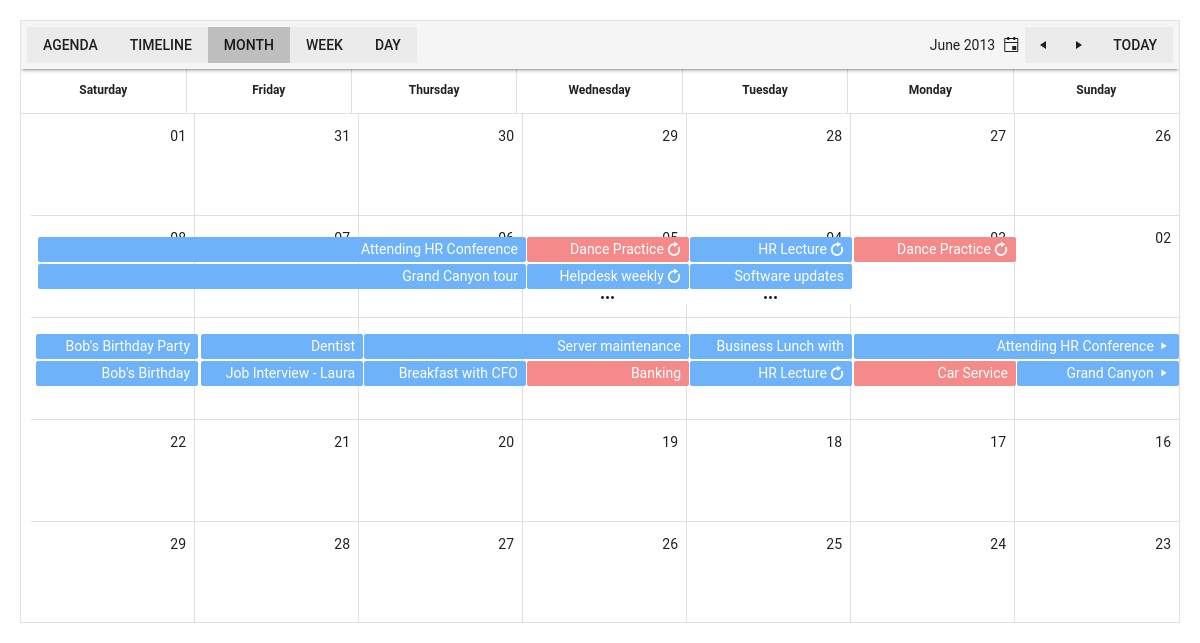 AGENDA TIMELINE MONTH WEEK DAY June 2013 TODAY
Saturday Friday Thursday Wednesday Tuesday Monday Sunday
01 31 30 29 28 27 26
08 07 06 05 04 03 02
Attending HR Conference Dance Practice HR Lecture Dance Practice
Grand Canyon tour Helpdesk weekly Software updates
••• •••
Bob's Birthday Party Dentist Server maintenance Business Lunch with Attending HR Conference
Bob's Birthday Job Interview - Laura Breakfast with CFO Banking HR Lecture Car Service Grand Canyon
22 21 20 19 18 17 16
29 28 27 26 25 24 23